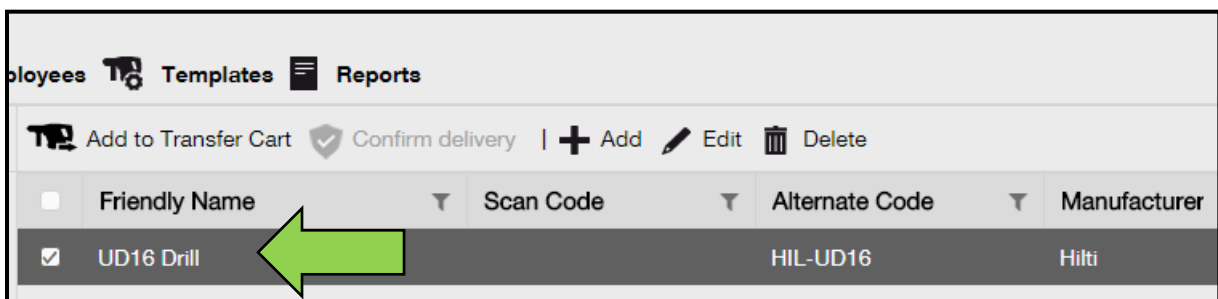 ployees Templates Reports
Add to Transfer Cart Confirm delivery | Add Edit Delete
Friendly Name Scan Code Alternate Code Manufacturer
UD16 Drill HIL-UD16 Hilti